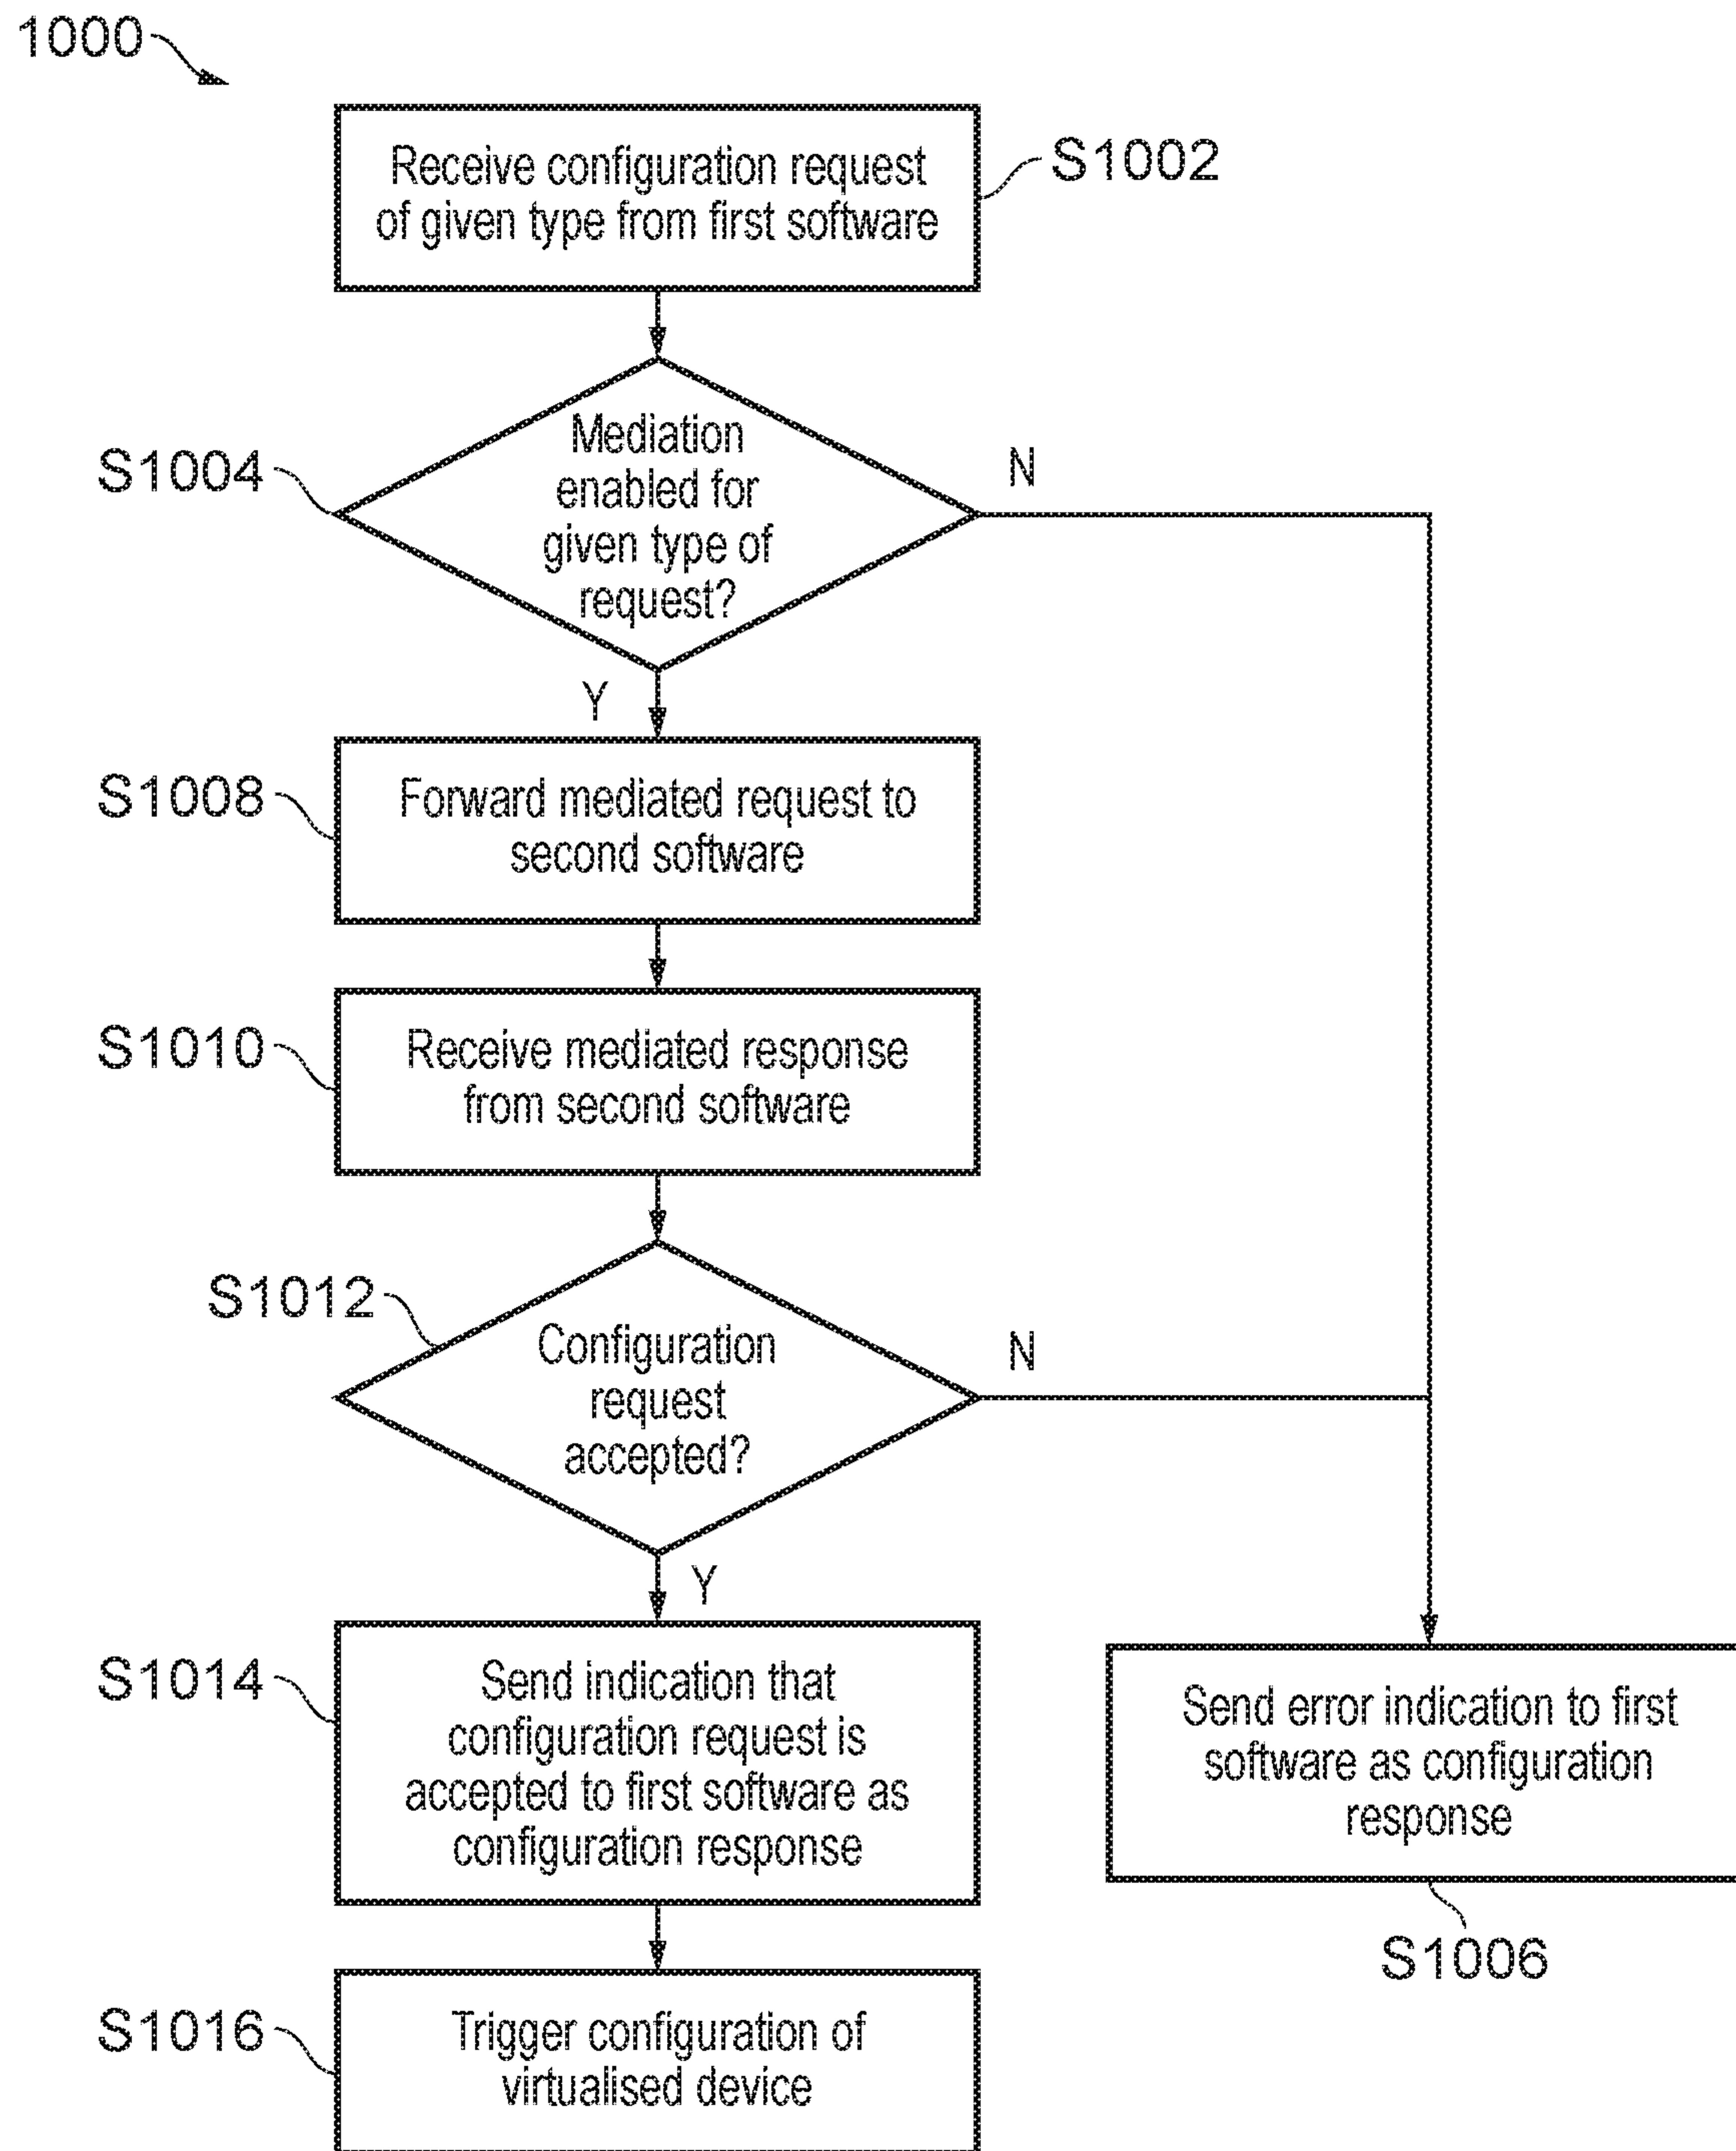 1000
Receive configuration request
of given type from first software
S1002
Mediation
enabled for
given type of
request?
S1004
N
Y
Forward mediated request to
second software
S1008
Receive mediated response
from second software
S1010
S1012
Configuration
request
accepted?
N
Y
Send indication that
configuration request is
accepted to first software as
configuration response
S1014
Send error indication to first
software as configuration
response
S1006
Trigger configuration of
virtualised device
S1016